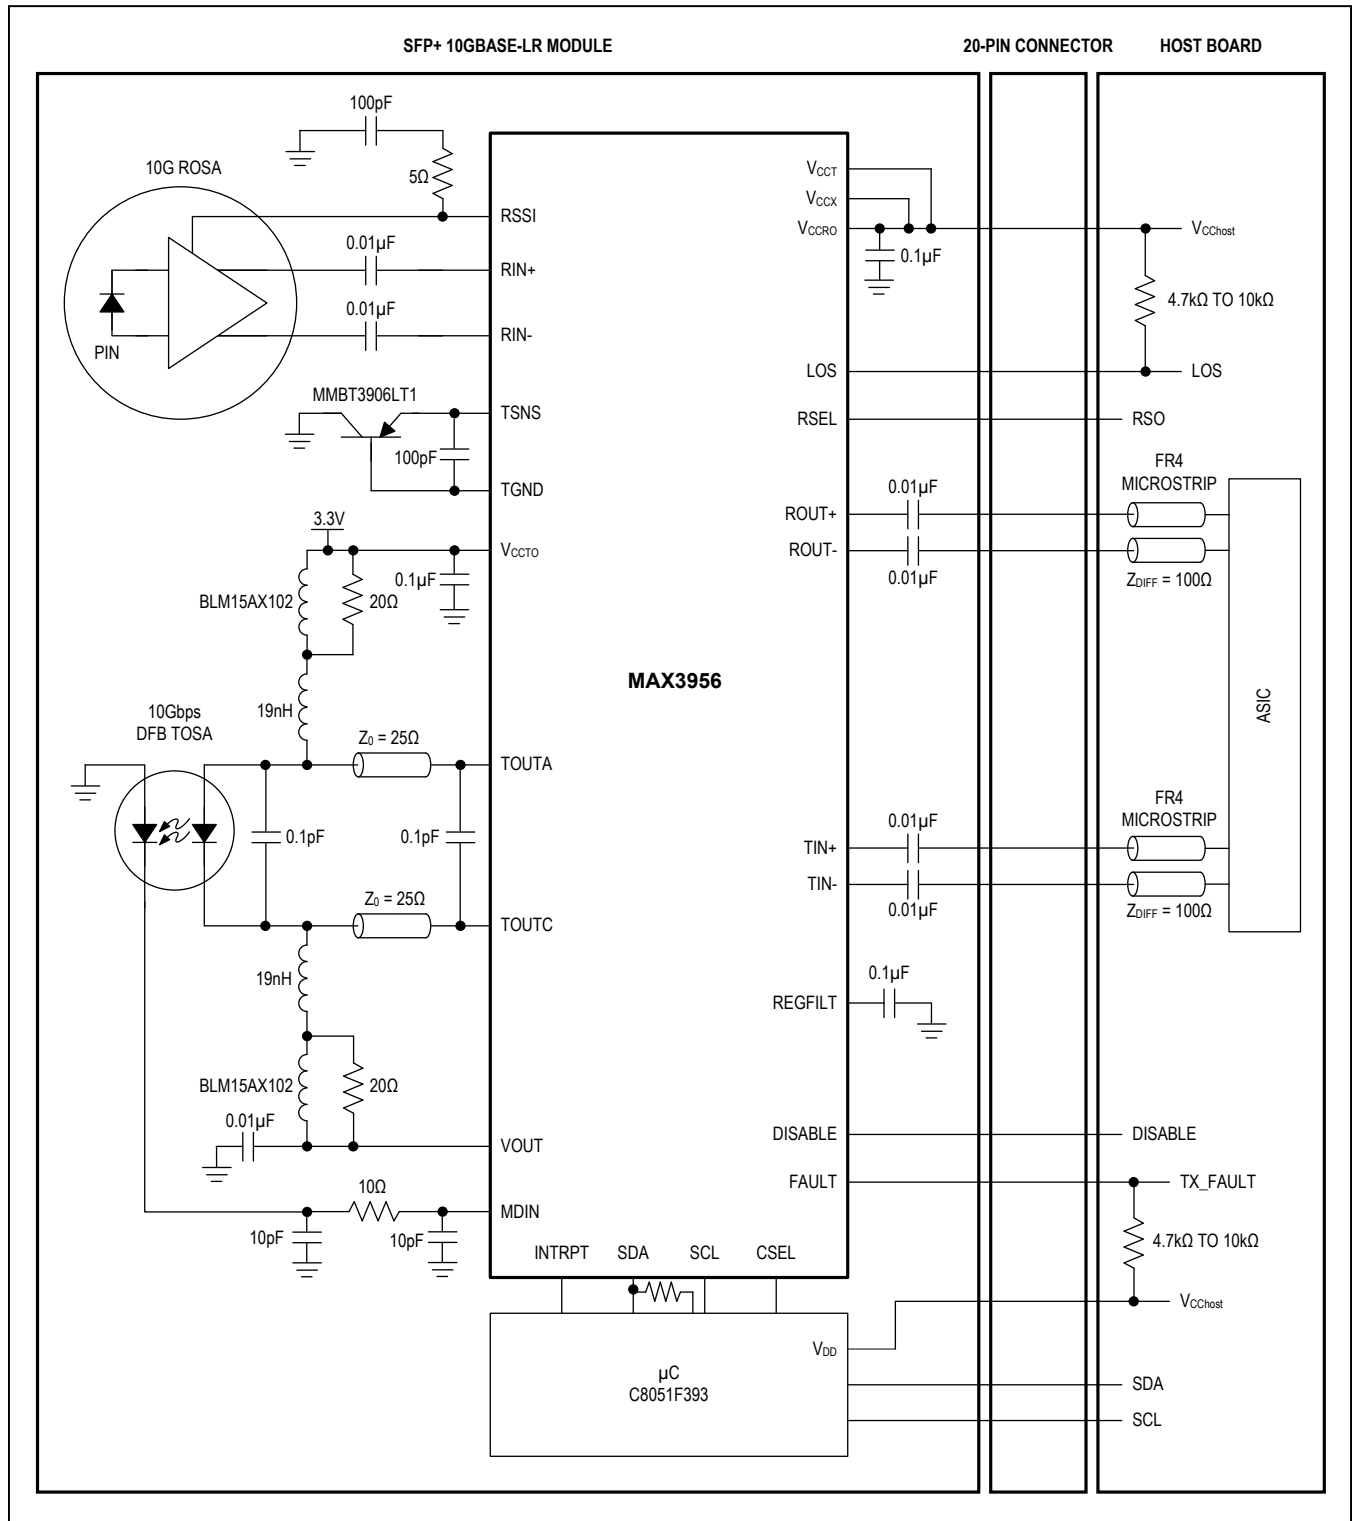 SFP+ 10GBASE-LR MODULE
20-PIN CONNECTOR
HOST BOARD
100pF
10G ROSA
5Ω
RSSI
0.01µF
RIN+
0.01µF
RIN-
PIN
VCCT
VCCX
VCCRO
0.1µF
VCChost
4.7kΩ TO 10kΩ
LOS
LOS
MMBT3906LT1
TSNS
100pF
TGND
RSEL
RSO
FR4
MICROSTRIP
0.01µF
ROUT+
ROUT-
0.01µF
ZDIFF = 100Ω
3.3V
VCCTO
0.1µF
BLM15AX102
20Ω
MAX3956
ASIC
19nH
10Gbps
DFB TOSA
Z0 = 25Ω
TOUTA
0.1pF
0.1pF
Z0 = 25Ω
TOUTC
FR4
MICROSTRIP
0.01µF
TIN+
TIN-
0.01µF
ZDIFF = 100Ω
19nH
0.1µF
REGFILT
BLM15AX102
20Ω
0.01µF
VOUT
DISABLE
DISABLE
FAULT
TX_FAULT
10Ω
MDIN
10pF
10pF
4.7kΩ TO 10kΩ
INTRPT
SDA
SCL
CSEL
VCChost
VDD
µC
C8051F393
SDA
SCL